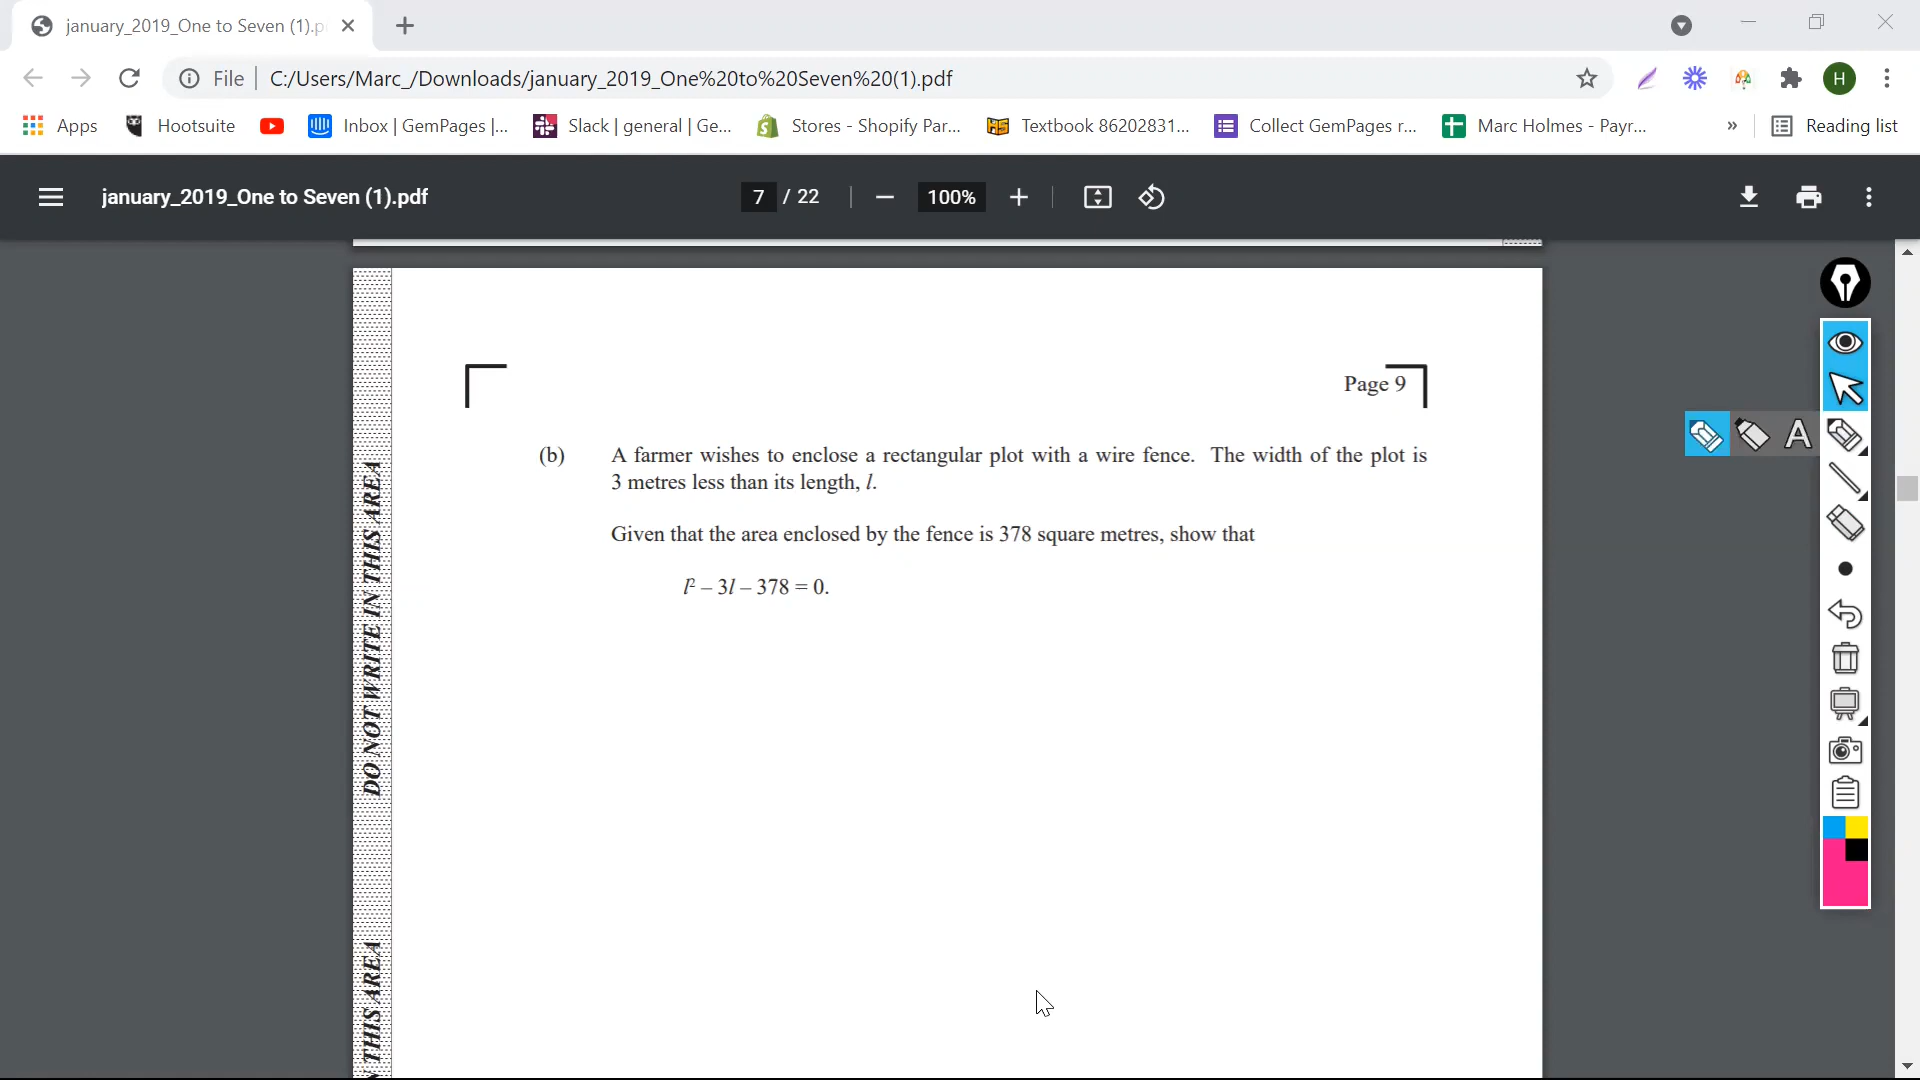 january_2019_One to Seven (1).p
File
C:/Users/Marc_/Downloads/january_2019_One%20to%20Seven%20(1).pdf
H
Apps
Hootsuite
Inbox | GemPages |...
Slack | general | Ge...
Stores - Shopify Par...
Textbook 86202831...
Collect GemPages r...
Marc Holmes - Payr...
»
Reading list
january_2019_One to Seven (1).pdf
7 / 22
100%
Page 9
(b) A farmer wishes to enclose a rectangular plot with a wire fence. The width of the plot is
3 metres less than its length, l.
Given that the area enclosed by the fence is 378 square metres, show that
l² – 3l – 378 = 0.
DO NOT WRITE IN THIS AREA
THIS AREA
A